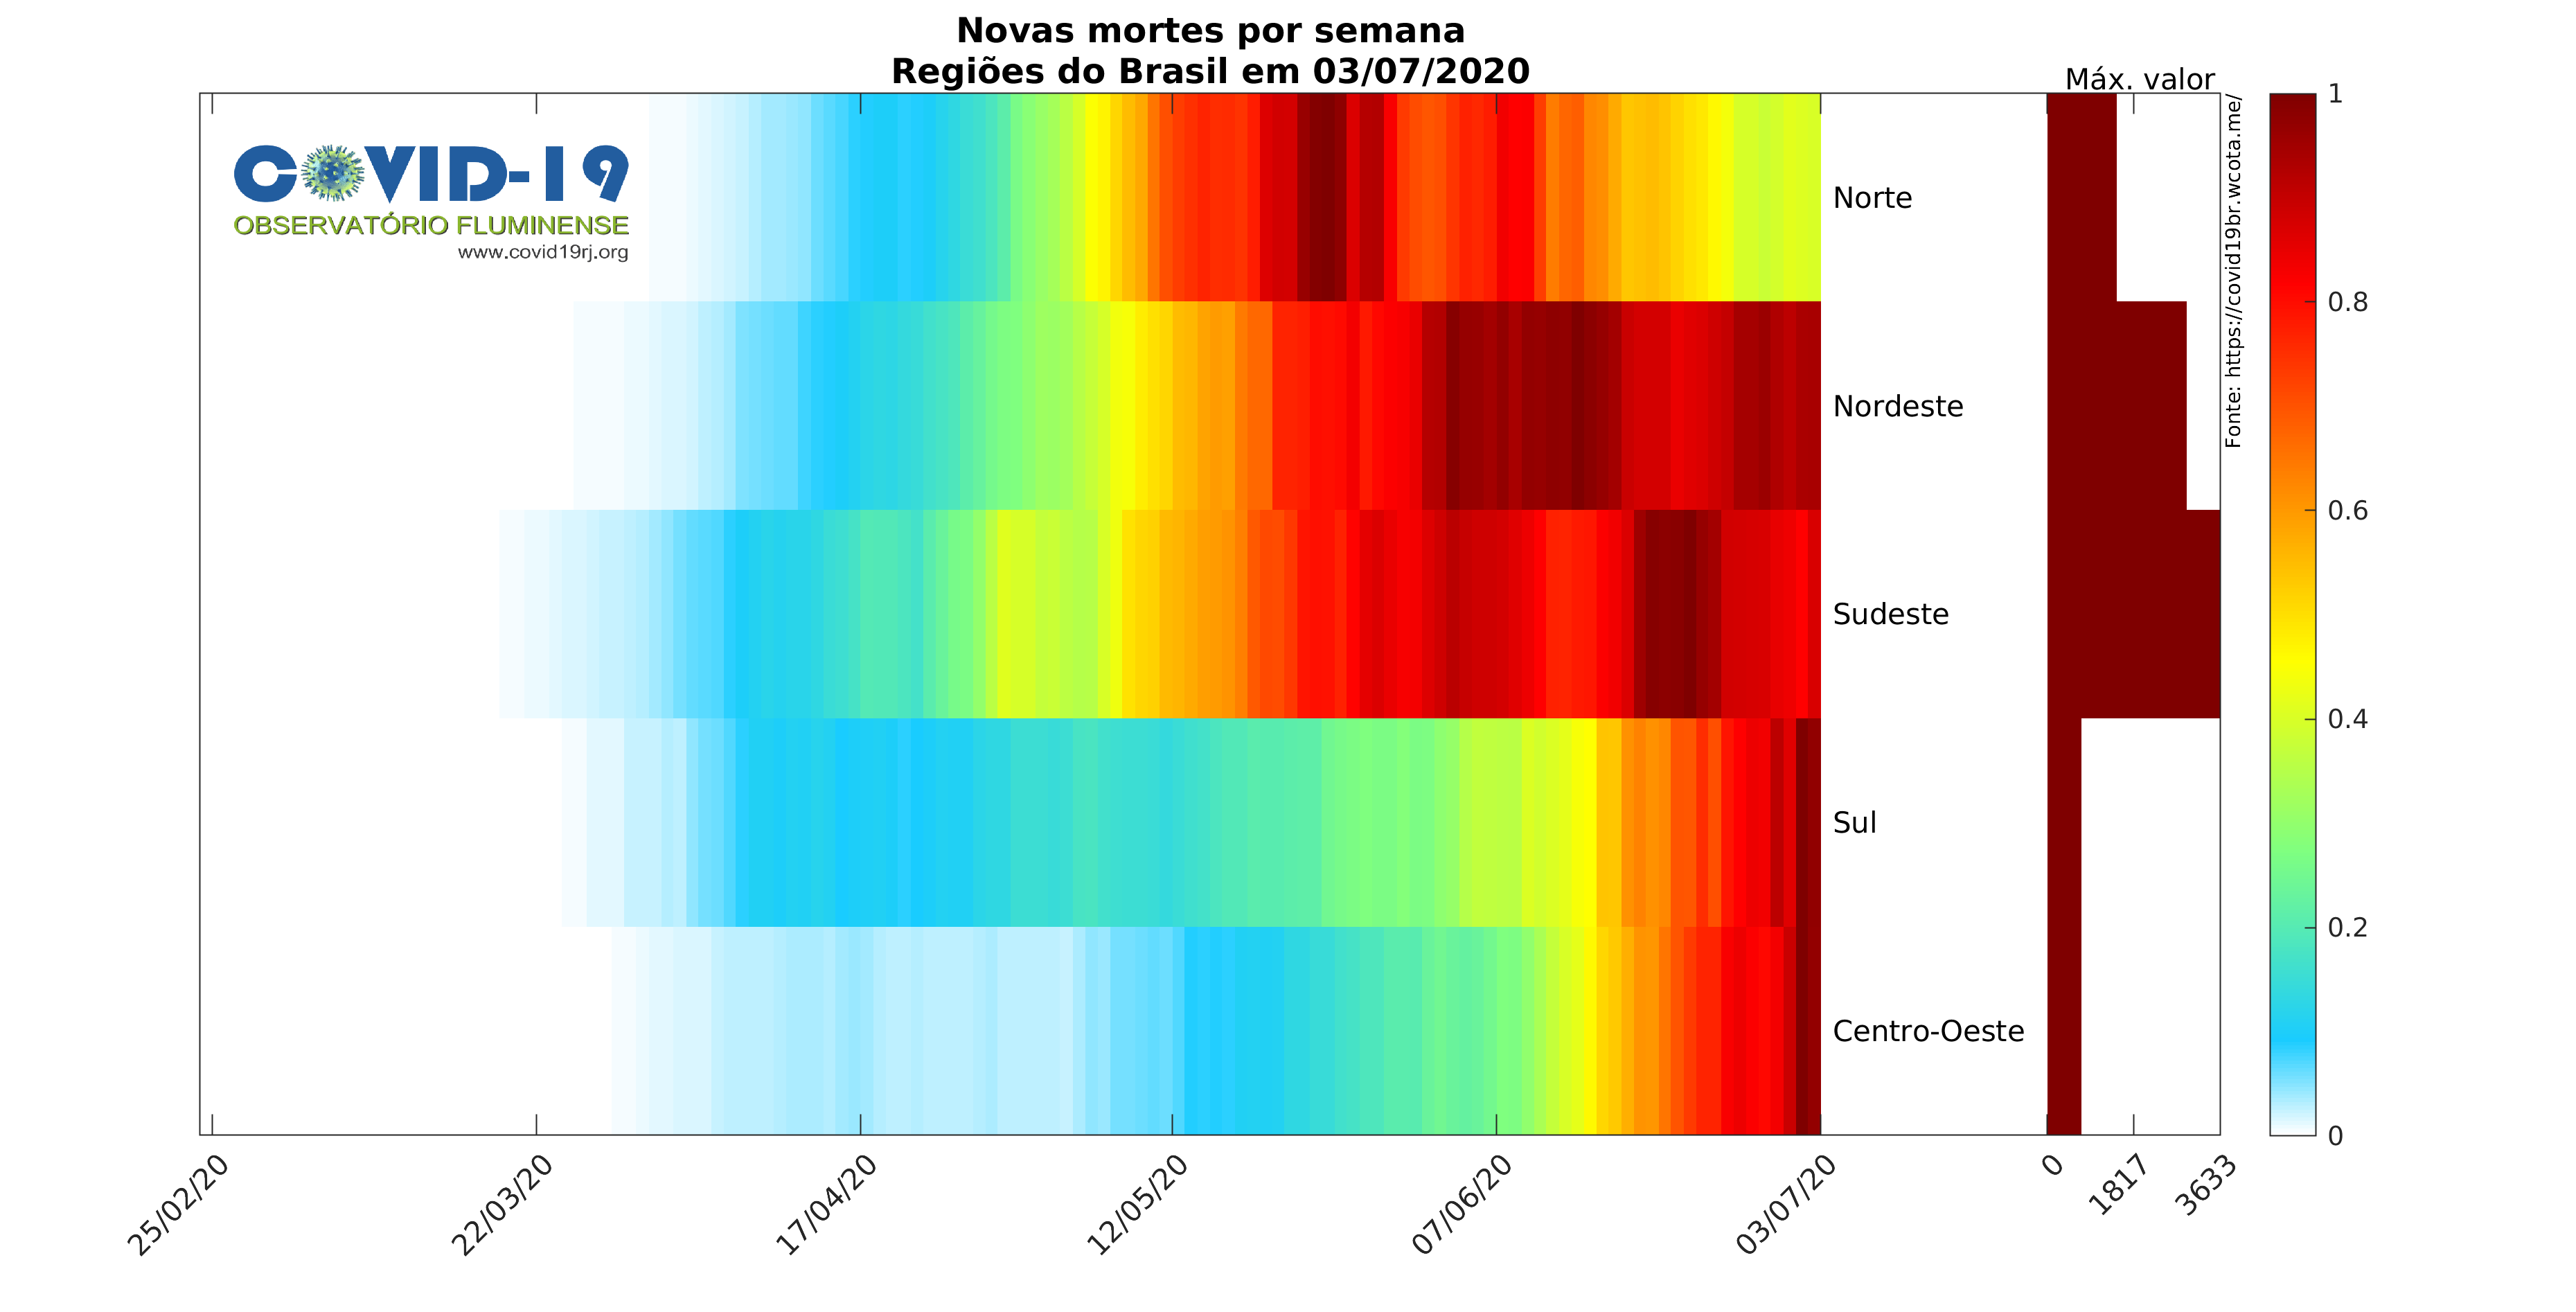 Novas mortes por semana
Regiões do Brasil em 03/07/2020
Máx. valor
COVID-19
OBSERVATÓRIO FLUMINENSE
www.covid19rj.org
Norte
Nordeste
Sudeste
Sul
Centro-Oeste
Fonte: https://covid19br.wcota.me/
1
0.8
0.6
0.4
0.2
0
25/02/20
22/03/20
17/04/20
12/05/20
07/06/20
03/07/20
0
1817
3633